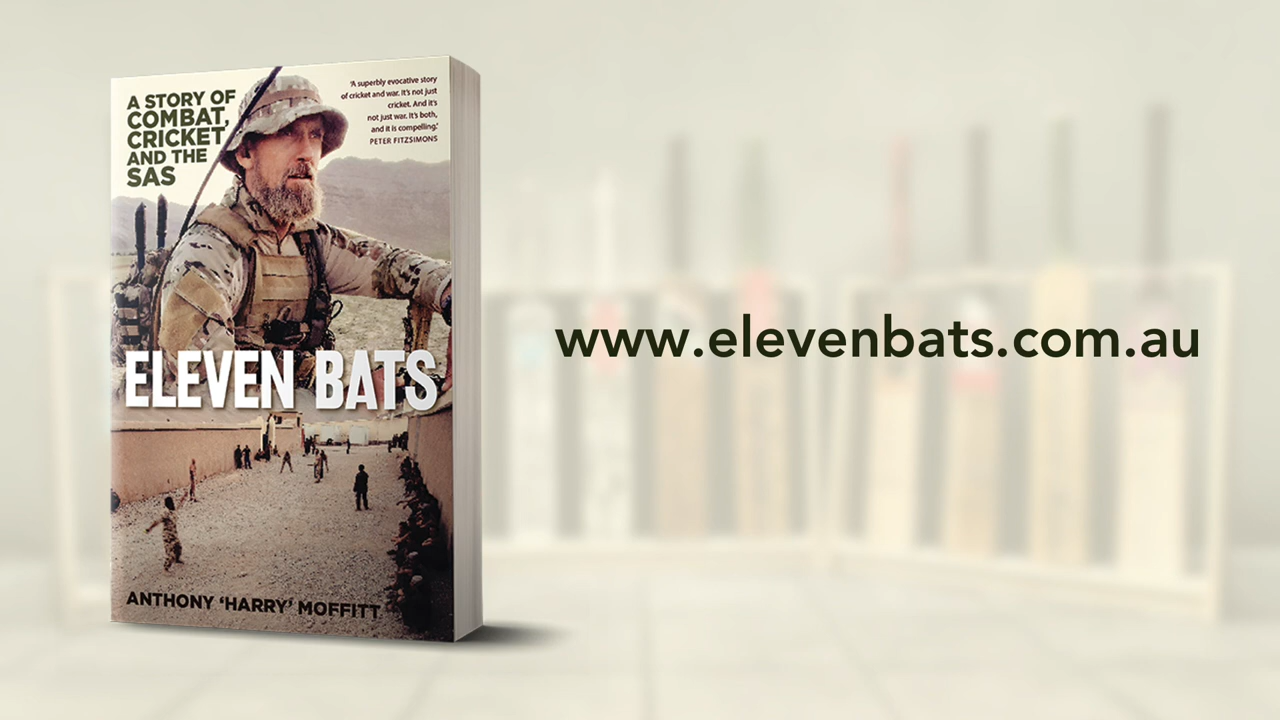 A STORY OF
COMBAT,
CRICKET
AND THE
SAS
'A superbly evocative story
of cricket and war. It's not just
cricket. And it's
not just war. It's both,
and it is compelling.'
PETER FITZSIMONS
ELEVEN BATS
ANTHONY 'HARRY' MOFFITT
www.elevenbats.com.au